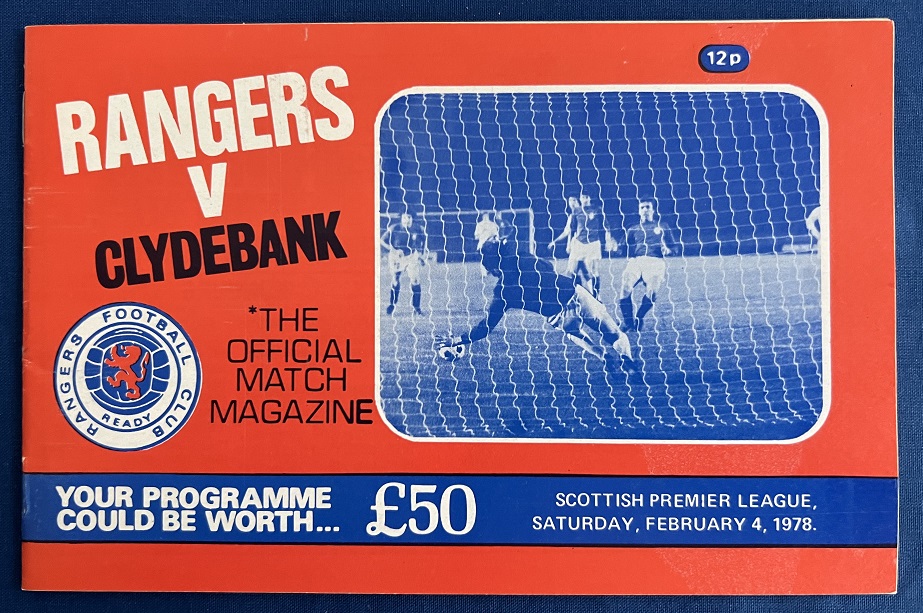 12p
RANGERS
V
CLYDEBANK
*THE
OFFICIAL
MATCH
MAGAZINE
RANGERS FOOTBALL CLUB
READY
YOUR PROGRAMME
COULD BE WORTH...
£50
SCOTTISH PREMIER LEAGUE,
SATURDAY, FEBRUARY 4, 1978.